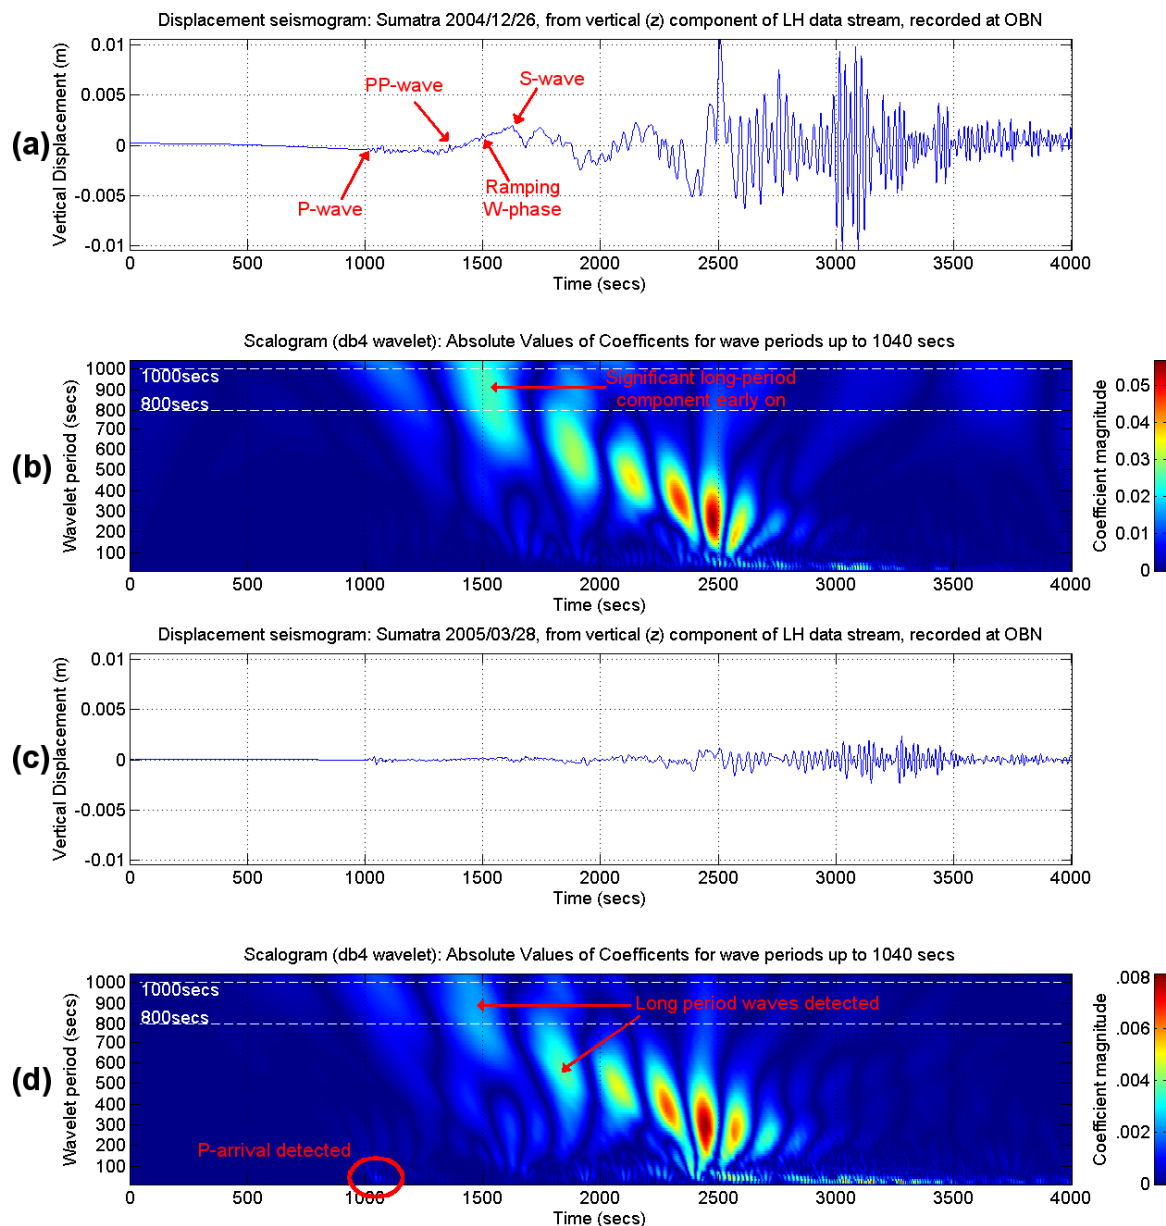 Displacement seismogram: Sumatra 2004/12/26, from vertical (z) component of LH data stream, recorded at OBN
(a)
Vertical Displacement (m)
0.01
0.005
0
-0.005
-0.01
PP-wave
S-wave
P-wave
Ramping
W-phase
0 500 1000 1500 2000 2500 3000 3500 4000
Time (secs)
Scalogram (db4 wavelet): Absolute Values of Coefficents for wave periods up to 1040 secs
(b)
Wavelet period (secs)
1000
900
800
700
600
500
400
300
200
100
1000secs
800secs
Significant long-period
component early on
0 500 1000 1500 2000 2500 3000 3500 4000
Time (secs)
Coefficient magnitude
0.05
0.04
0.03
0.02
0.01
0
Displacement seismogram: Sumatra 2005/03/28, from vertical (z) component of LH data stream, recorded at OBN
(c)
Vertical Displacement (m)
0.01
0.005
0
-0.005
-0.01
0 500 1000 1500 2000 2500 3000 3500 4000
Time (secs)
Scalogram (db4 wavelet): Absolute Values of Coefficents for wave periods up to 1040 secs
(d)
Wavelet period (secs)
1000
900
800
700
600
500
400
300
200
100
1000secs
800secs
Long period waves detected
P-arrival detected
0 500 1000 1500 2000 2500 3000 3500 4000
Time (secs)
Coefficient magnitude
.008
.006
.004
.002
0